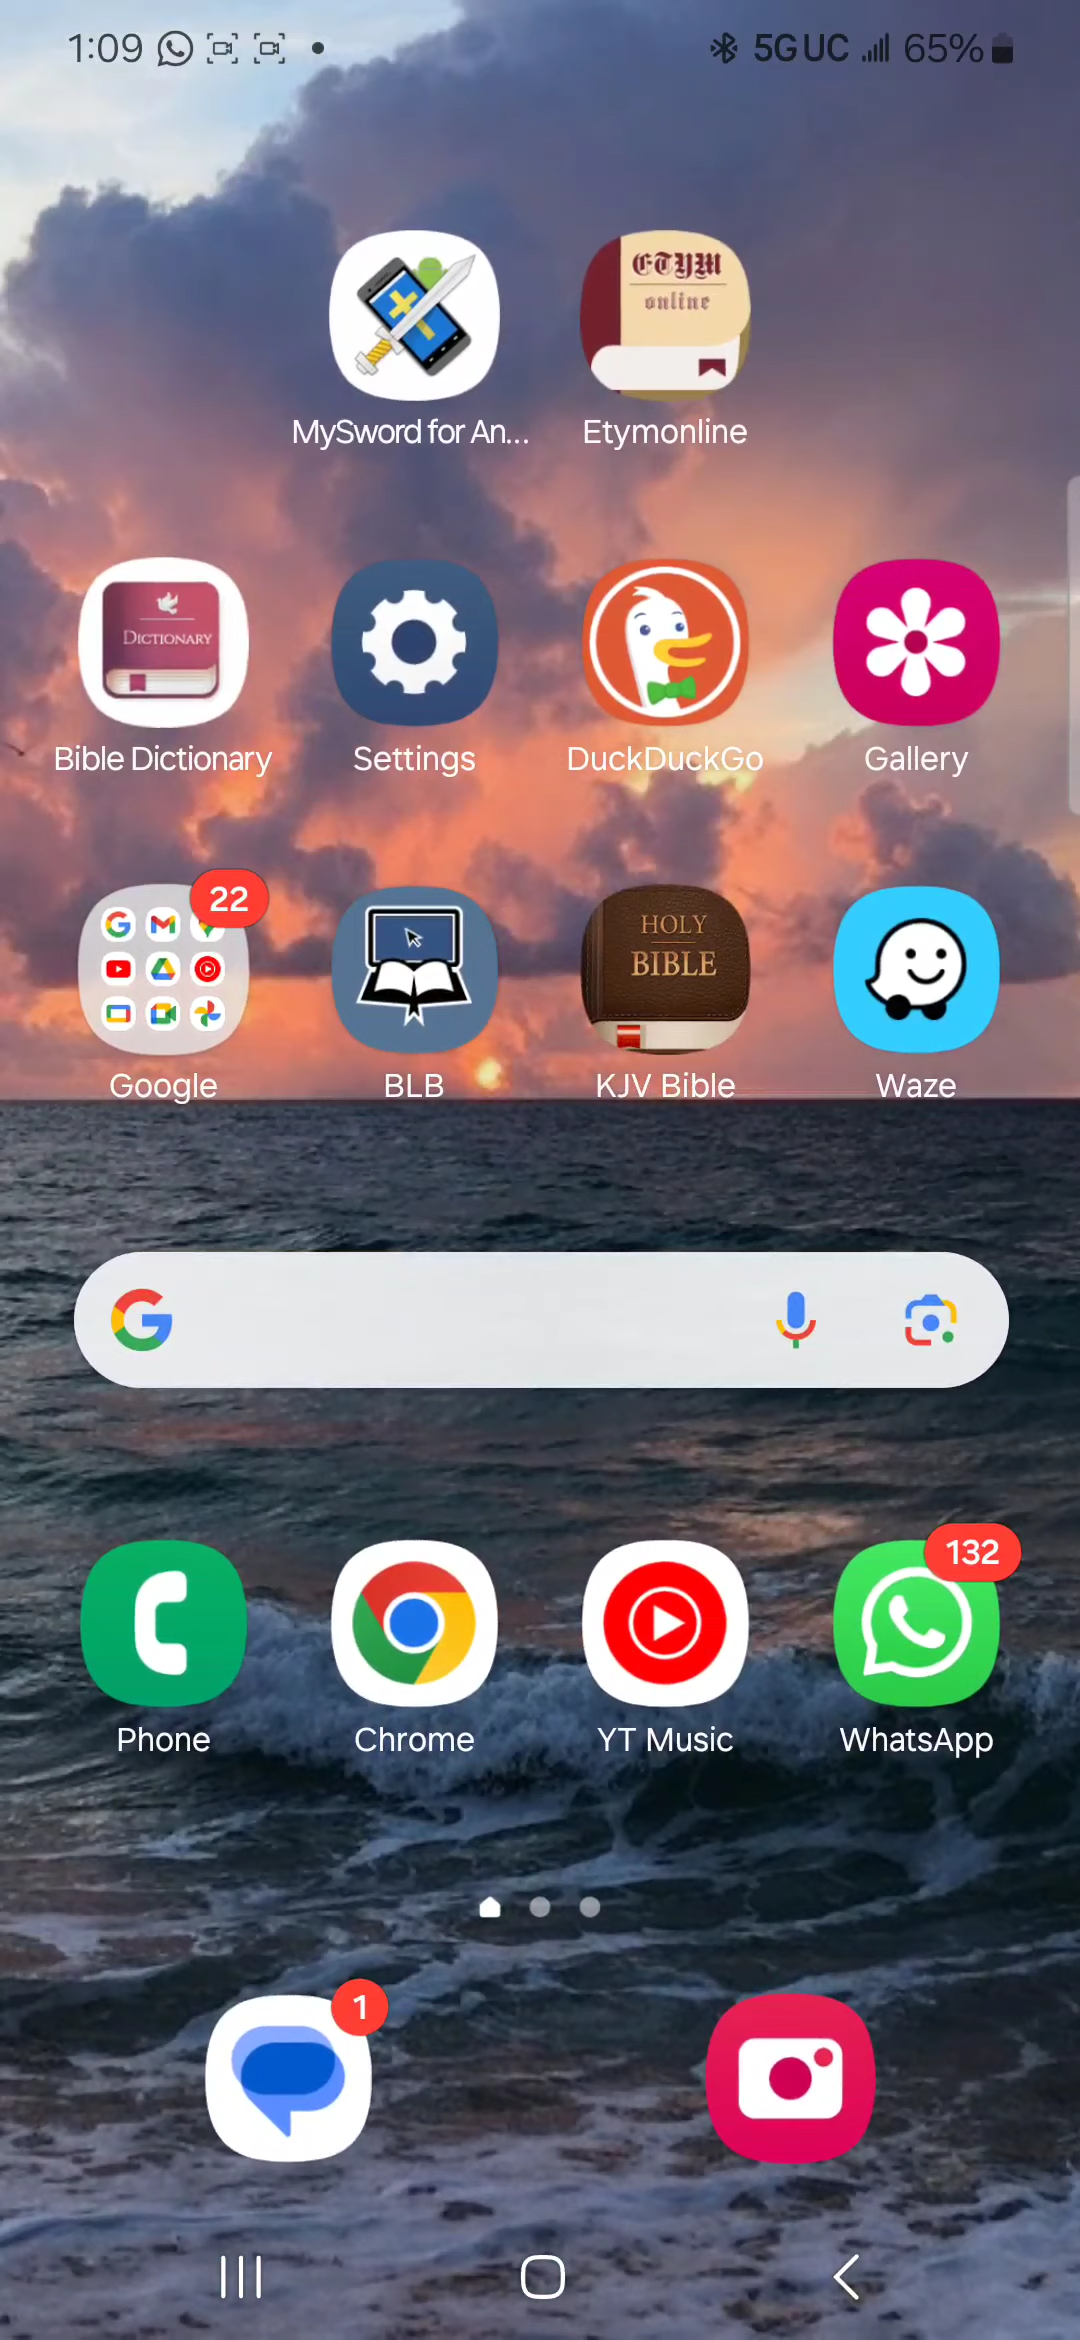 1:09 5G UC 65%
ETYM
online
MySword for An... Etymonline
DICTIONARY
Bible Dictionary Settings DuckDuckGo Gallery
22
HOLY
BIBLE
Google BLB KJV Bible Waze
132
Phone Chrome YT Music WhatsApp
1